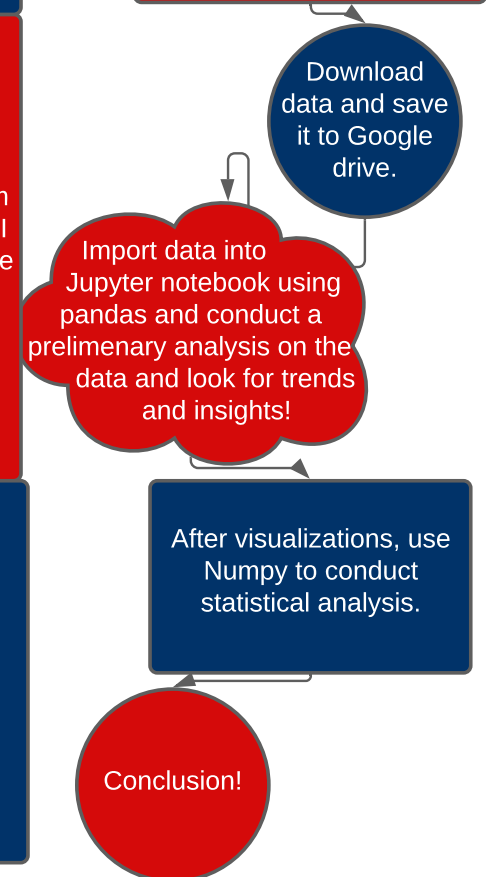 Download
data and save
it to Google
drive.
Import data into
Jupyter notebook using
pandas and conduct a
prelimenary analysis on the
data and look for trends
and insights!
After visualizations, use
Numpy to conduct
statistical analysis.
Conclusion!